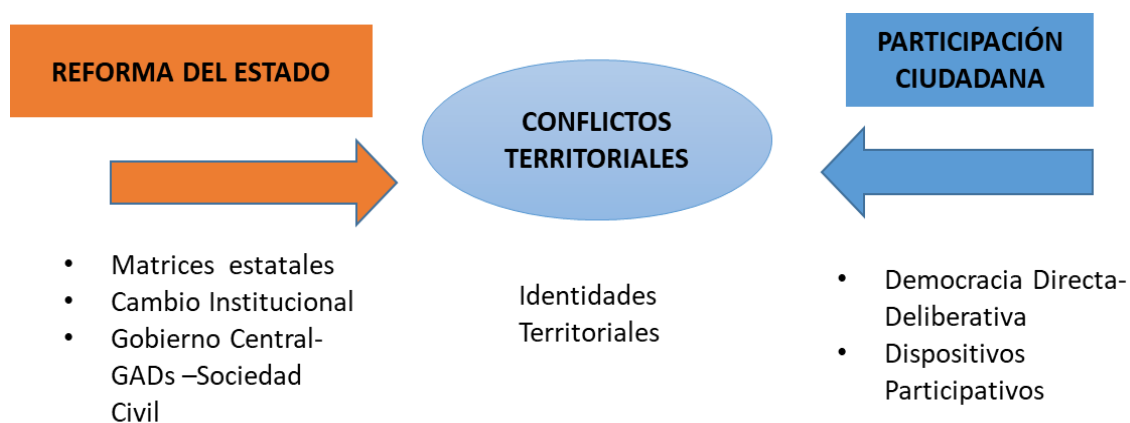 REFORMA DEL ESTADO
• Matrices estatales
• Cambio Institucional
• Gobierno Central-
GADs –Sociedad
Civil
CONFLICTOS
TERRITORIALES
Identidades
Territoriales
PARTICIPACIÓN
CIUDADANA
• Democracia Directa-
Deliberativa
• Dispositivos
Participativos